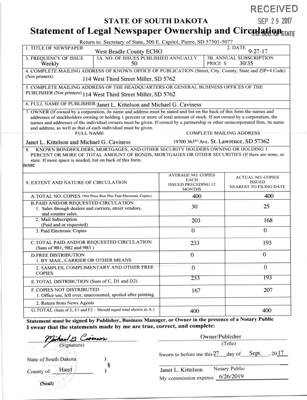 RECEIVED
SEP 29 2017
STATE OF SOUTH DAKOTA
Statement of Legal Newspaper Ownership and Circulation
Return to: Secretary of State, 500 E. Capitol, Pierre, SD 57501-5077
1. TITLE OF NEWSPAPER
West Beadle County ECHO
2. DATE
9-27-17
3. FREQUENCY OF ISSUE
Weekly
3A. NO. OF ISSUES PUBLISHED ANNUALLY
50
3B. ANNUAL SUBSCRIPTION
PRICE $ 30/35
4. COMPLETE MAILING ADDRESS OF KNOWN OFFICE OF PUBLICATION (Street, City, County, State and ZIP+4 Code)
(Not printers)
114 West Third Street Miller, SD 5762
5. COMPLETE MAILING ADDRESS OF THE HEADQUARTERS OR GENERAL BUSINESS OFFICES OF THE
PUBLISHER (Not printers)
114 West Third Street Miller, SD 5762
6. FULL NAME OF PUBLISHER
Janet L. Kittelson and Michael G. Caviness
7. OWNER (If owned by a corporation, its name and address must be stated and list on the back of this form the names and
addresses of stockholders owning or holding 1 percent or more of total amount of stock. If not owned by a corporation, the
names and addresses of the individual owners must be given. If owned by a partnership or other unincorporated firm, its name
and address, as well as that of each individual must be given.
FULL NAME
COMPLETE MAILING ADDRESS
Janet L. Kittelson and Michael G. Caviness
St. Lawrence, SD 57362
8. KNOWN BONDHOLDERS, MORTGAGES, AND OTHER SECURITY HOLDERS OWNING OR HOLDING 1
PERCENT OR MORE OF TOTAL AMOUNT OF BONDS, MORTGAGES OR OTHER SECURITIES (If there are none, so
state. If more space is needed, list on back of this form.
none
9. EXTENT AND NATURE OF CIRCULATION
AVERAGE NO. COPIES
EACH
ISSUED PRECEDING 12
MONTHS
ACTUAL NO. COPIES
ISSUED
NEAREST TO FILING DATE
A. TOTAL NO. COPIES (Net Press Run Plus Paid Electronic Copies)
400
400
B. PAID AND/OR REQUESTED CIRCULATION
1. Sales through dealers and carriers, street vendors,
and counter sales.
30
25
2. Mail Subscription
(Paid and or requested)
203
168
3. Paid Electronic Copies
0
0
C. TOTAL PAID AND/OR REQUESTED CIRCULATION
(Sum of 9B1, 9B2 and 9B3.)
233
193
D. FREE DISTRIBUTION
1. BY MAIL, CARRIER OR OTHER MEANS
0
0
2. SAMPLES, COMPLIMENTARY AND OTHER FREE
COPIES
0
0
E. TOTAL DISTRIBUTION (Sum of C, D1 and D2)
233
193
F. COPIES NOT DISTRIBUTED
1. Office use, left over, unaccounted, spoiled after printing
167
207
2. Return from News Agents
G. TOTAL (Sum of E, F1 and F2 - Should equal total shown in A.)
400
400
Statement must be signed by Publisher, Business Manager, or Owner in the presence of a Notary Public
I swear that the statements made by me are true, correct, and complete:
(Signature)
Owner/Publisher
(Title)
State of South Dakota )
§
County of Hand )
(Seal)
Sworn to before me this 27 day of Sept. 2017
Janet L. Kittelson Notary Public
My commission expires: 6/26/2019